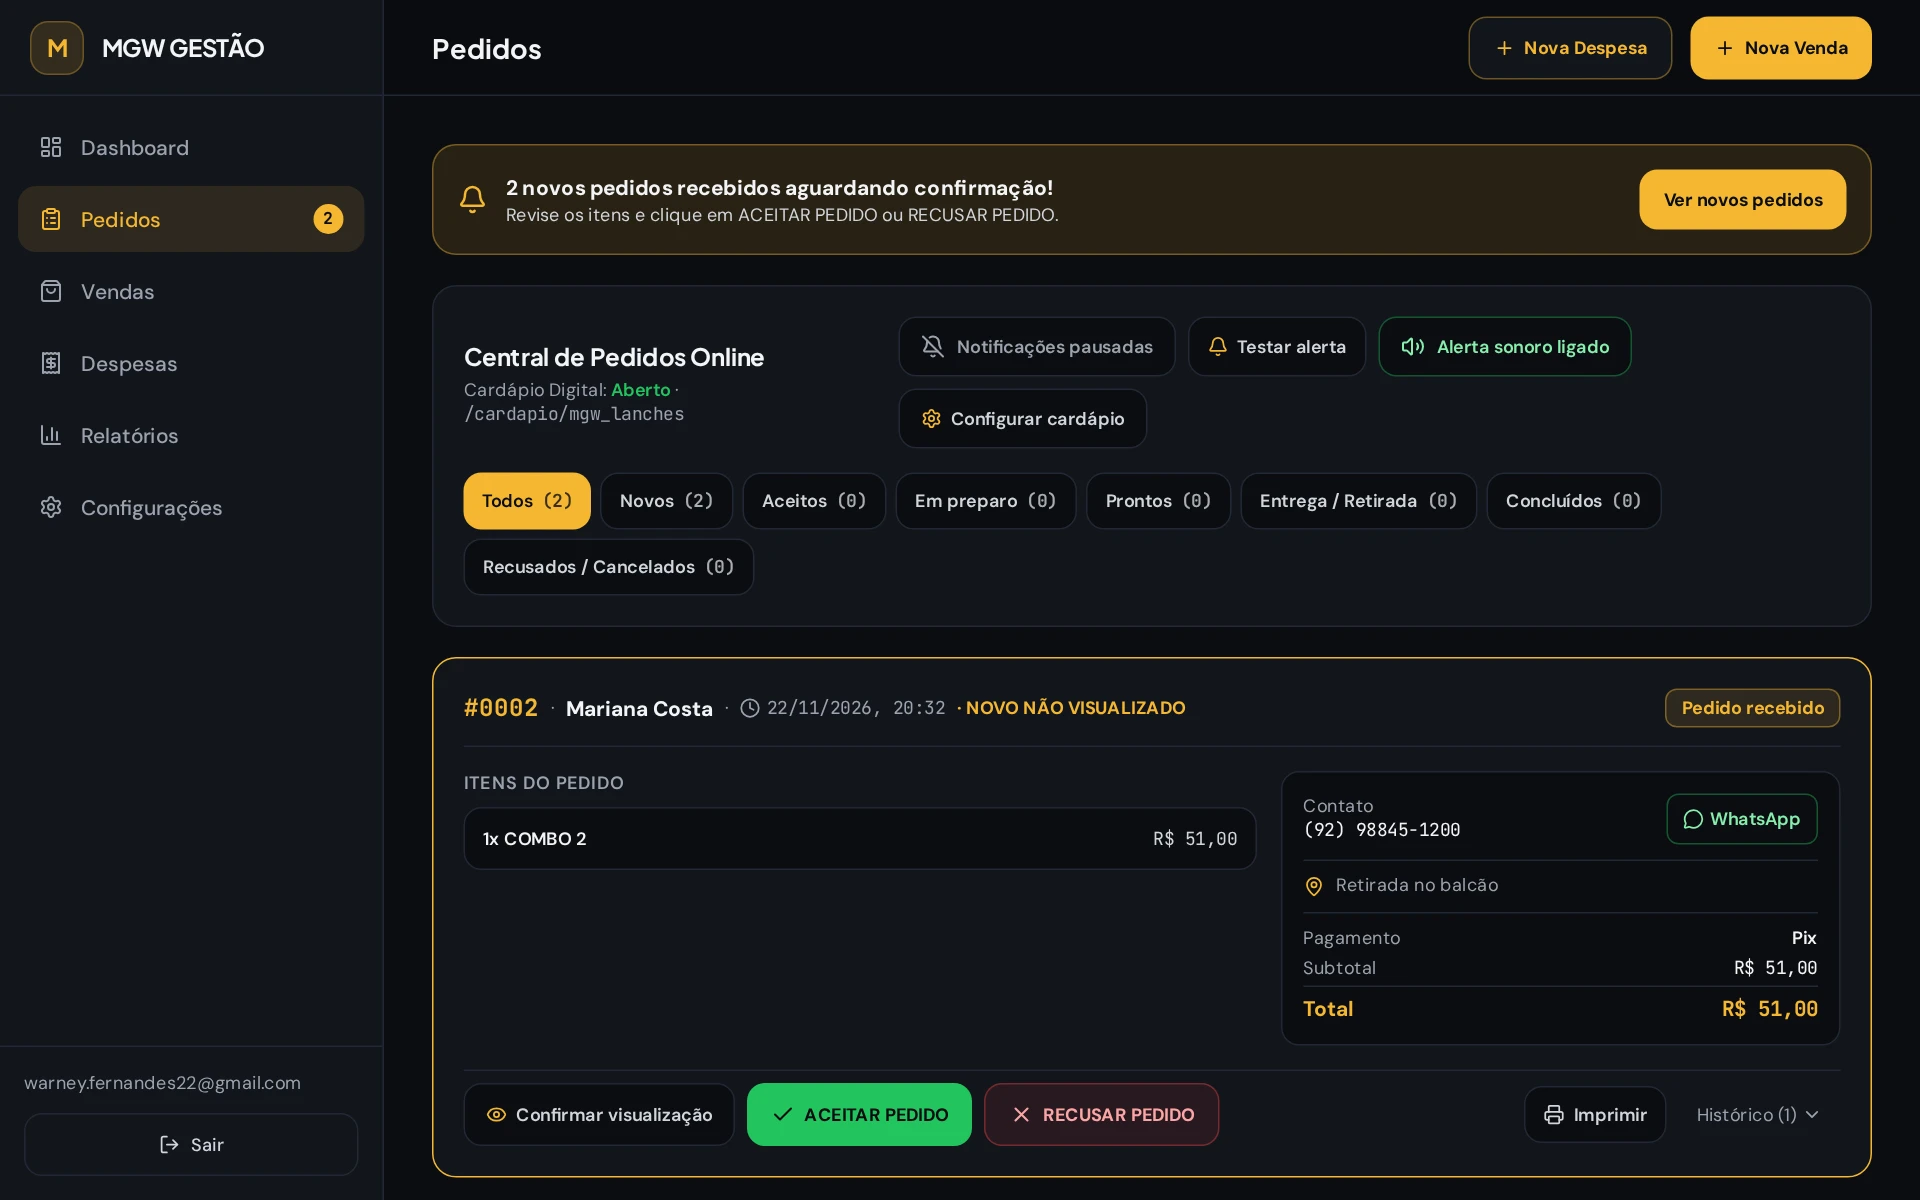 M
MGW GESTÃO
Dashboard
Pedidos
2
Vendas
Despesas
Relatórios
Configurações
warney.fernandes22@gmail.com
Sair
Pedidos
+ Nova Despesa
+ Nova Venda
2 novos pedidos recebidos aguardando confirmação!
Revise os itens e clique em ACEITAR PEDIDO ou RECUSAR PEDIDO.
Ver novos pedidos
Central de Pedidos Online
Cardápio Digital: Aberto ·
/cardapio/mgw_lanches
Notificações pausadas
Testar alerta
Alerta sonoro ligado
Configurar cardápio
Todos (2)
Novos (2)
Aceitos (0)
Em preparo (0)
Prontos (0)
Entrega / Retirada (0)
Concluídos (0)
Recusados / Cancelados (0)
#0002 · Mariana Costa · 22/11/2026, 20:32 · NOVO NÃO VISUALIZADO
Pedido recebido
ITENS DO PEDIDO
1x COMBO 2
R$ 51,00
Contato
(92) 98845-1200
WhatsApp
Retirada no balcão
Pagamento Pix
Subtotal R$ 51,00
Total R$ 51,00
Confirmar visualização
ACEITAR PEDIDO
RECUSAR PEDIDO
Imprimir
Histórico (1)